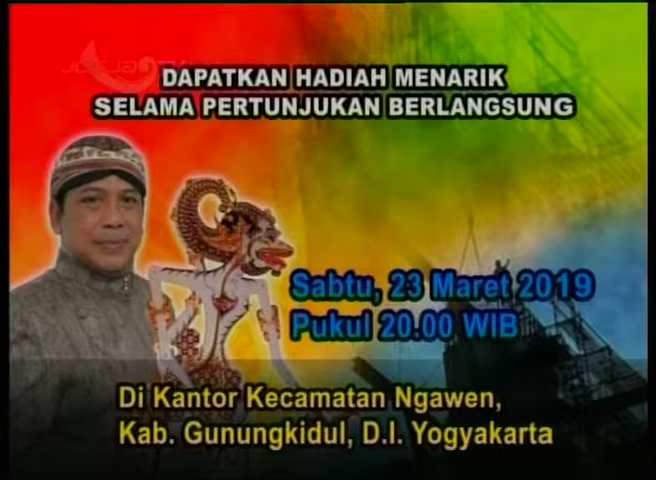 DAPATKAN HADIAH MENARIK
SELAMA PERTUNJUKAN BERLANGSUNG
Sabtu, 23 Maret 2019
Pukul 20.00 WIB
Di Kantor Kecamatan Ngawen,
Kab. Gunungkidul, D.I. Yogyakarta